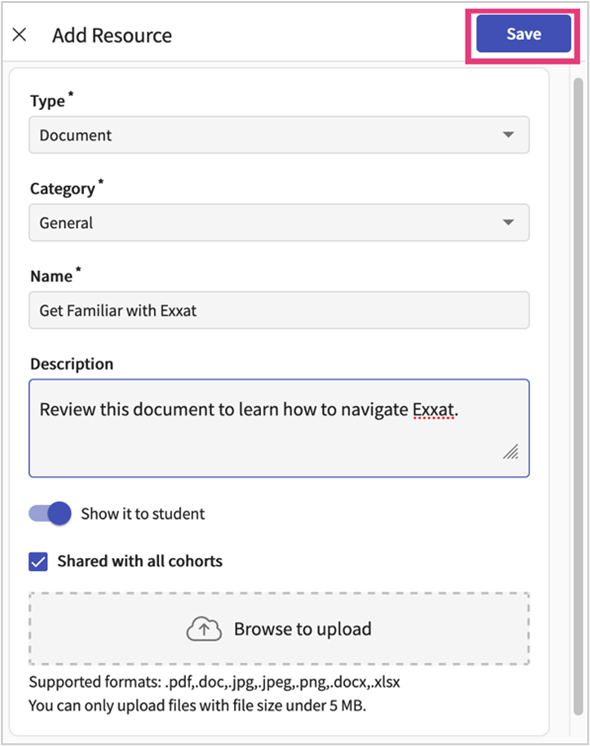 Add Resource
Save
Type*
Document
Category*
General
Name*
Get Familiar with Exxat
Description
Review this document to learn how to navigate Exxat.
Show it to student
Shared with all cohorts
Browse to upload
Supported formats: .pdf,.doc,.jpg,.jpeg,.png,.docx,.xlsx
You can only upload files with file size under 5 MB.